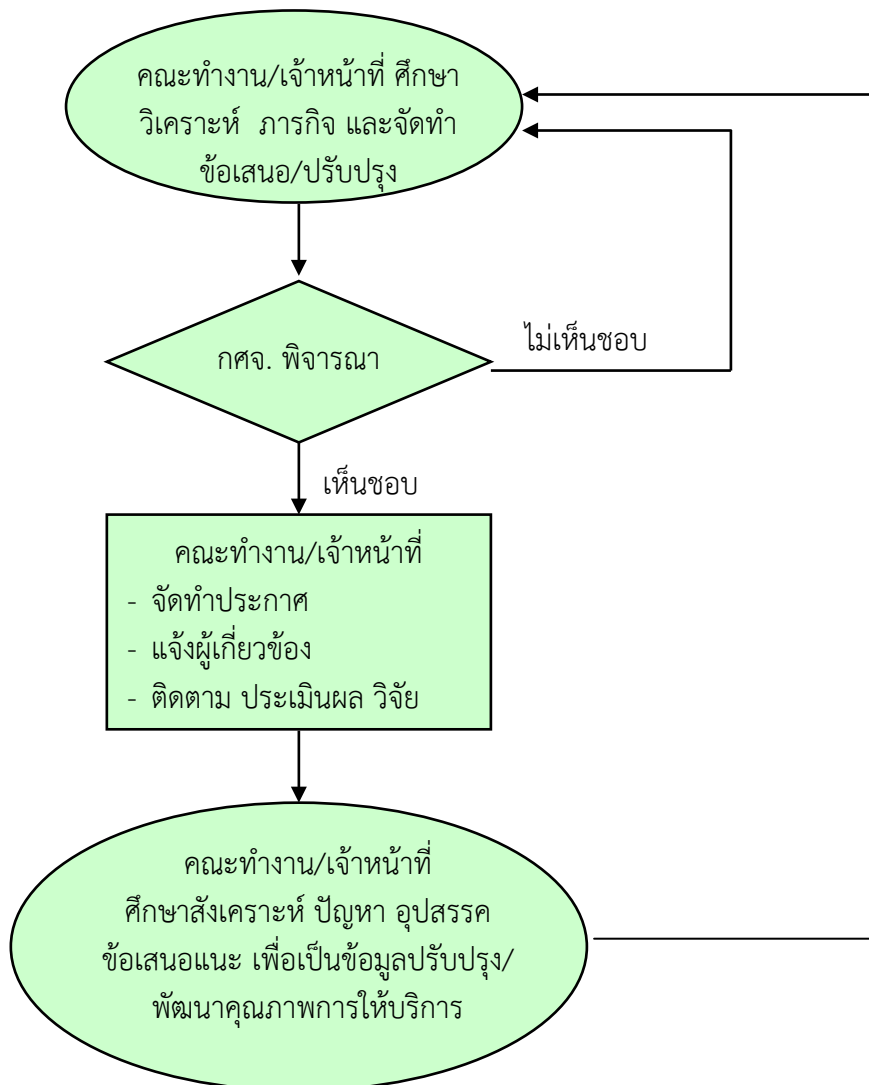 คณะทำงาน/เจ้าหน้าที่ ศึกษา
วิเคราะห์ ภารกิจ และจัดทำ
ข้อเสนอ/ปรับปรุง
กศจ. พิจารณา
ไม่เห็นชอบ
เห็นชอบ
คณะทำงาน/เจ้าหน้าที่
- จัดทำประกาศ
- แจ้งผู้เกี่ยวข้อง
- ติดตาม ประเมินผล วิจัย
คณะทำงาน/เจ้าหน้าที่
ศึกษาสังเคราะห์ ปัญหา อุปสรรค
ข้อเสนอแนะ เพื่อเป็นข้อมูลปรับปรุง/
พัฒนาคุณภาพการให้บริการ